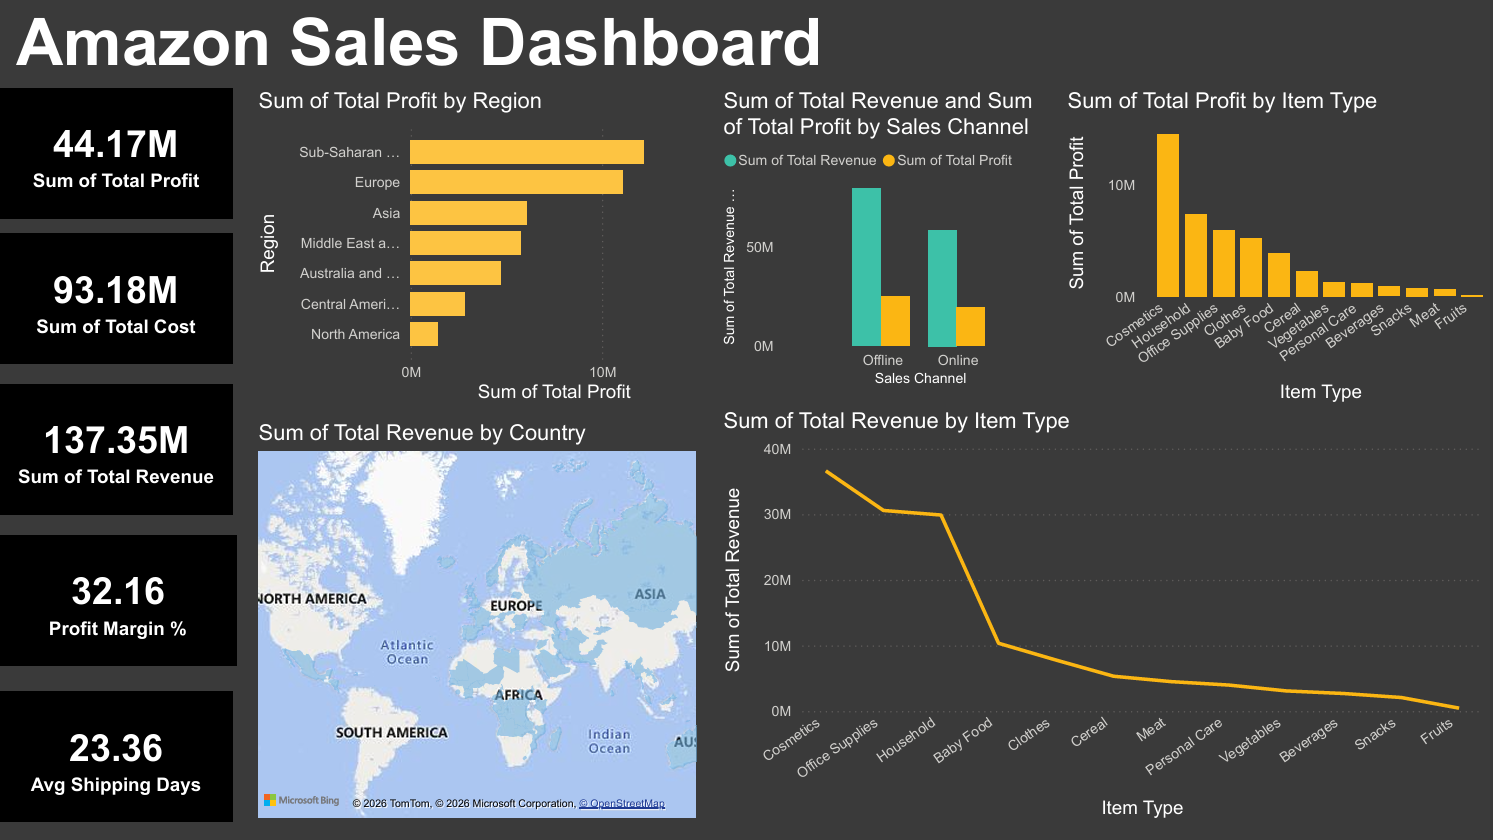 Amazon Sales Dashboard
44.17M
Sum of Total Profit
93.18M
Sum of Total Cost
137.35M
Sum of Total Revenue
32.16
Profit Margin %
23.36
Avg Shipping Days
Sum of Total Profit by Region
Region
Sub-Saharan …
Europe
Asia
Middle East a…
Australia and …
Central Ameri…
North America
0M
10M
Sum of Total Profit
Sum of Total Revenue and Sum
of Total Profit by Sales Channel
Sum of Total Revenue
Sum of Total Profit
Sum of Total Revenue …
50M
0M
Offline
Online
Sales Channel
Sum of Total Profit by Item Type
Sum of Total Profit
10M
0M
Cosmetics
Household
Office Supplies
Clothes
Baby Food
Cereal
Vegetables
Personal Care
Beverages
Snacks
Meat
Fruits
Item Type
Sum of Total Revenue by Country
NORTH AMERICA
EUROPE
ASIA
Atlantic
Ocean
AFRICA
SOUTH AMERICA
Indian
Ocean
AUS
Microsoft Bing
© 2026 TomTom, © 2026 Microsoft Corporation, © OpenStreetMap
Sum of Total Revenue by Item Type
Sum of Total Revenue
40M
30M
20M
10M
0M
Cosmetics
Office Supplies
Household
Baby Food
Clothes
Cereal
Meat
Personal Care
Vegetables
Beverages
Snacks
Fruits
Item Type